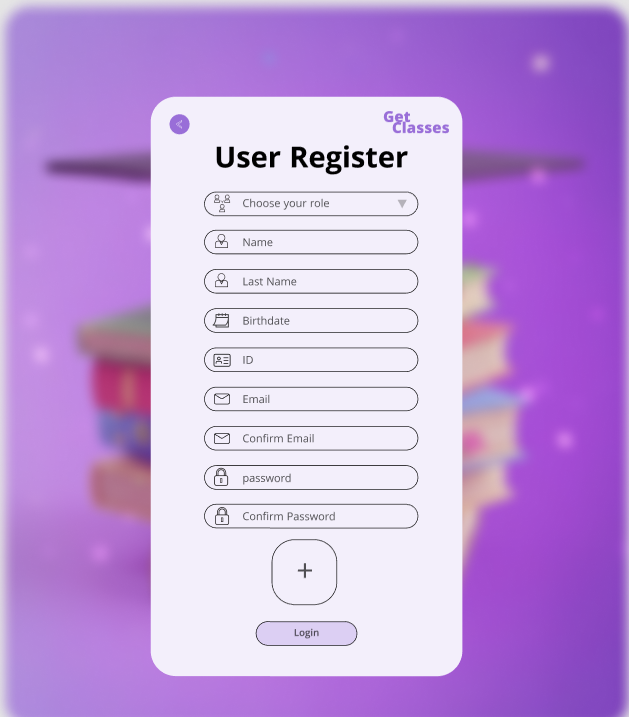 Get
Classes
User Register
Choose your role
Name
Last Name
Birthdate
ID
Email
Confirm Email
password
Confirm Password
+
Login